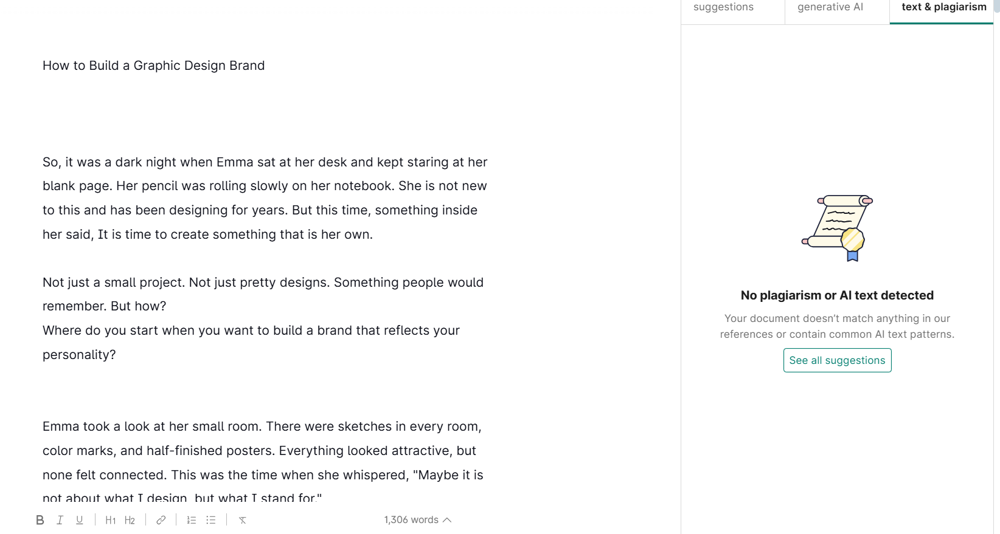 suggestions
generative AI
text & plagiarism
How to Build a Graphic Design Brand
So, it was a dark night when Emma sat at her desk and kept staring at her
blank page. Her pencil was rolling slowly on her notebook. She is not new
to this and has been designing for years. But this time, something inside
her said, It is time to create something that is her own.
Not just a small project. Not just pretty designs. Something people would
remember. But how?
Where do you start when you want to build a brand that reflects your
personality?
Emma took a look at her small room. There were sketches in every room,
color marks, and half-finished posters. Everything looked attractive, but
none felt connected. This was the time when she whispered, "Maybe it is
not about what I design, but what I stand for."
B I U H1 H2
1,306 words
No plagiarism or AI text detected
Your document doesn’t match anything in our
references or contain common AI text patterns.
See all suggestions